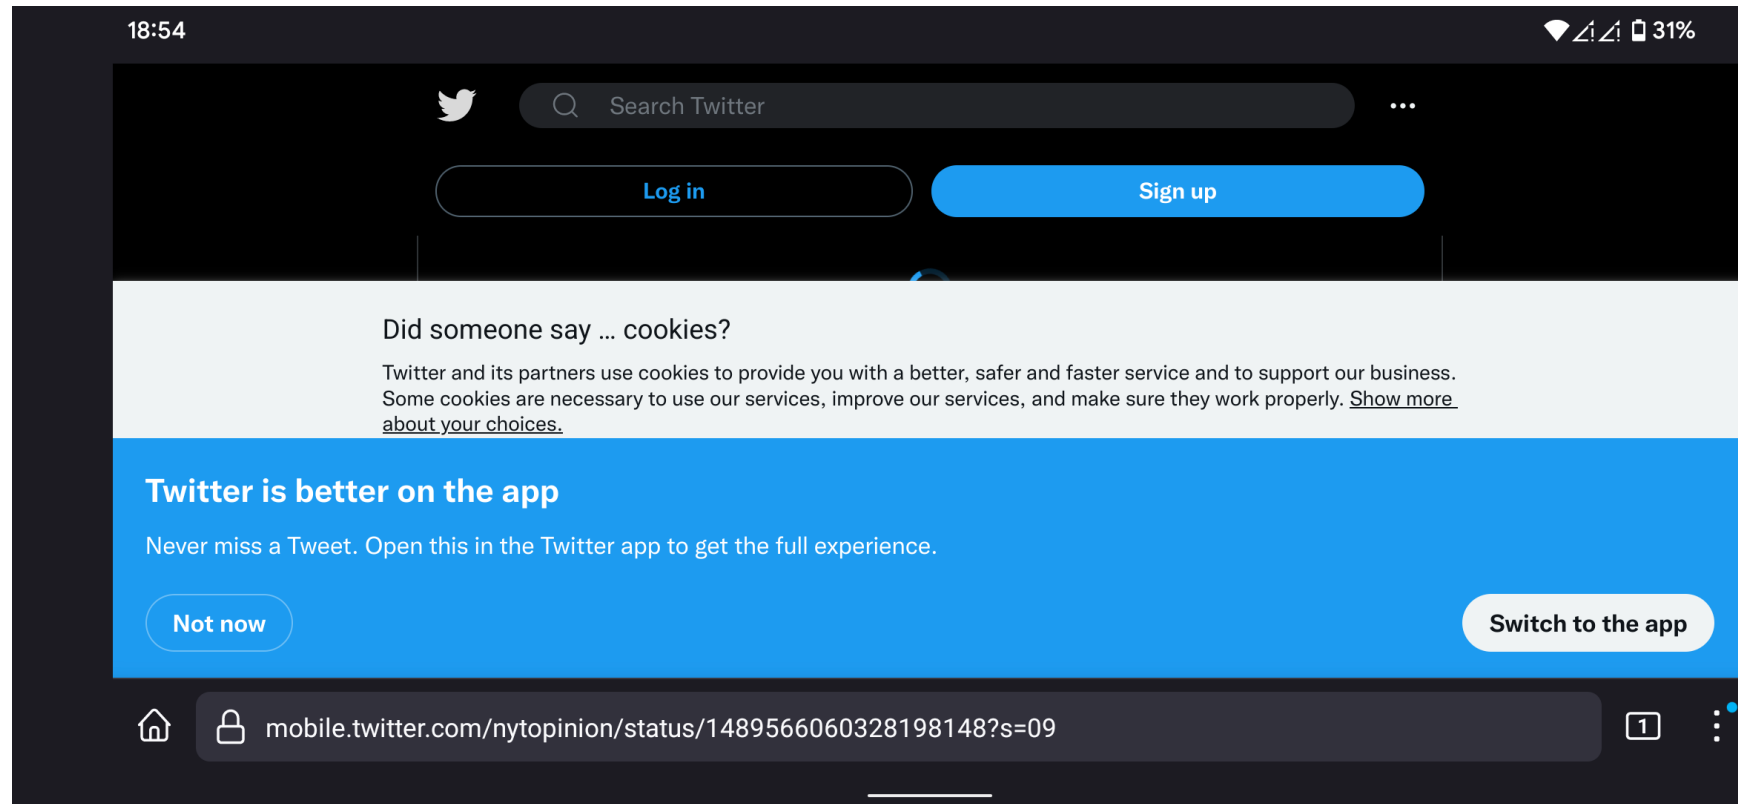 18:54
31%
Search Twitter
Log in
Sign up
Did someone say … cookies?
Twitter and its partners use cookies to provide you with a better, safer and faster service and to support our business.
Some cookies are necessary to use our services, improve our services, and make sure they work properly. Show more
about your choices.
Twitter is better on the app
Never miss a Tweet. Open this in the Twitter app to get the full experience.
Not now
Switch to the app
mobile.twitter.com/nytopinion/status/1489566060328198148?s=09
1